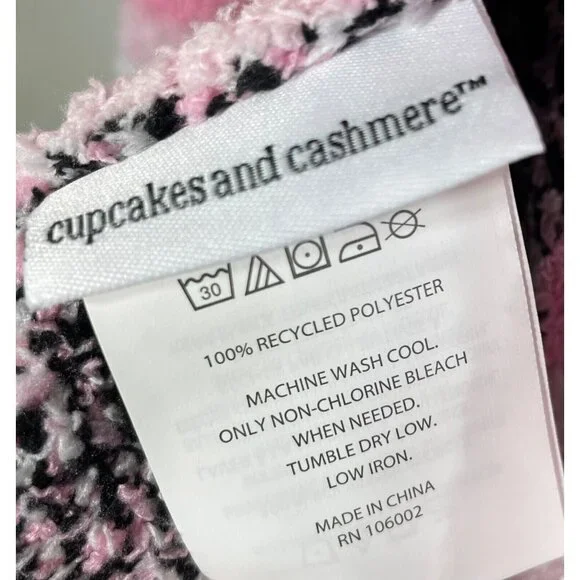 cupcakes and cashmere™
30
100% RECYCLED POLYESTER
MACHINE WASH COOL.
ONLY NON-CHLORINE BLEACH
WHEN NEEDED.
TUMBLE DRY LOW.
LOW IRON.
MADE IN CHINA
RN 106002